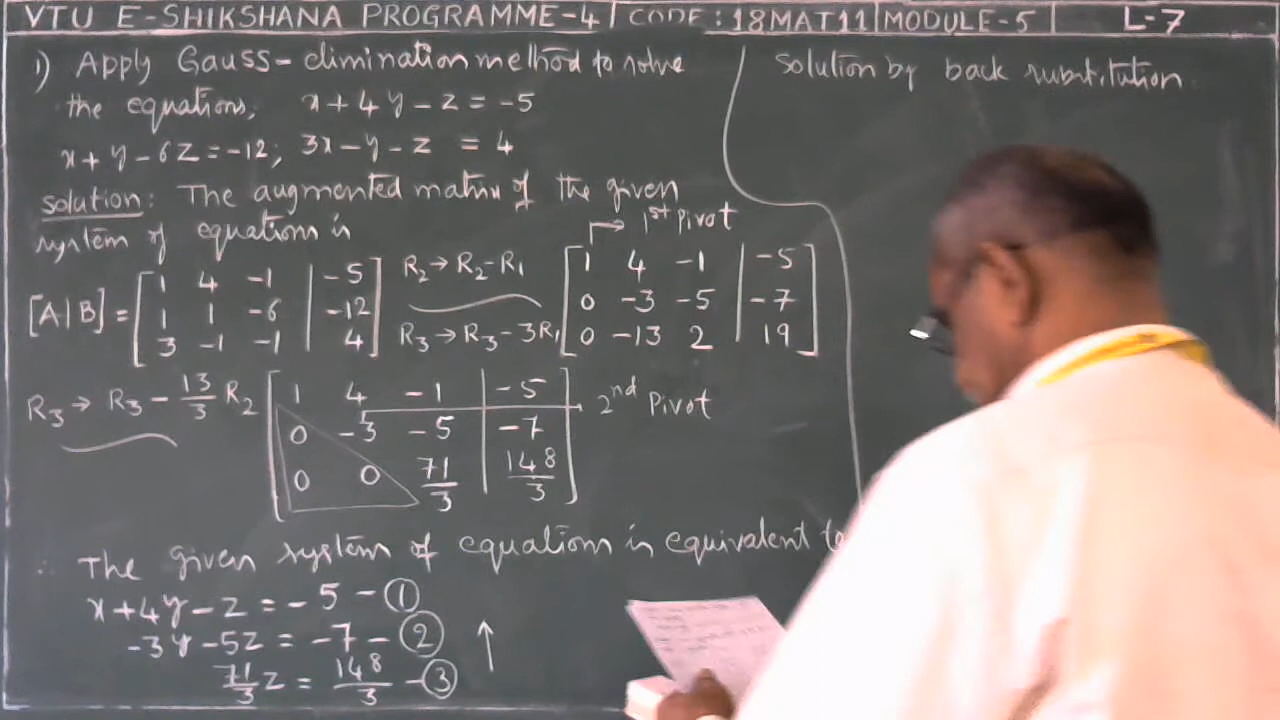 VTU E-SHIKSHANA PROGRAMME-4 | CODE: 18MAT11 | MODULE-5 | L-7
1) Apply Gauss-elimination method to solve
the equations, x+4y-z=-5
x+y-6z=-12; 3x-y-z = 4
solution: The augmented matrix of the given
system of equation is
[A|B] = [1 4 -1 | -5] R2→R2-R1 [1 4 -1 | -5] 1st Pivot
[1 1 -6 | -12] [0 -3 -5 | -7]
[3 -1 -1 | 4] R3→R3-3R1 [0 -13 2 | 19]
R3→R3-13/3 R2 [1 4 -1 | -5] 2nd Pivot
[0 -3 -5 | -7]
[0 0 71/3 | 148/3]
∴ The given system of equation is equivalent to
x+4y-z=-5 - ①
-3y-5z=-7- ②
71/3 z = 148/3 - ③
Solution by back substitution.